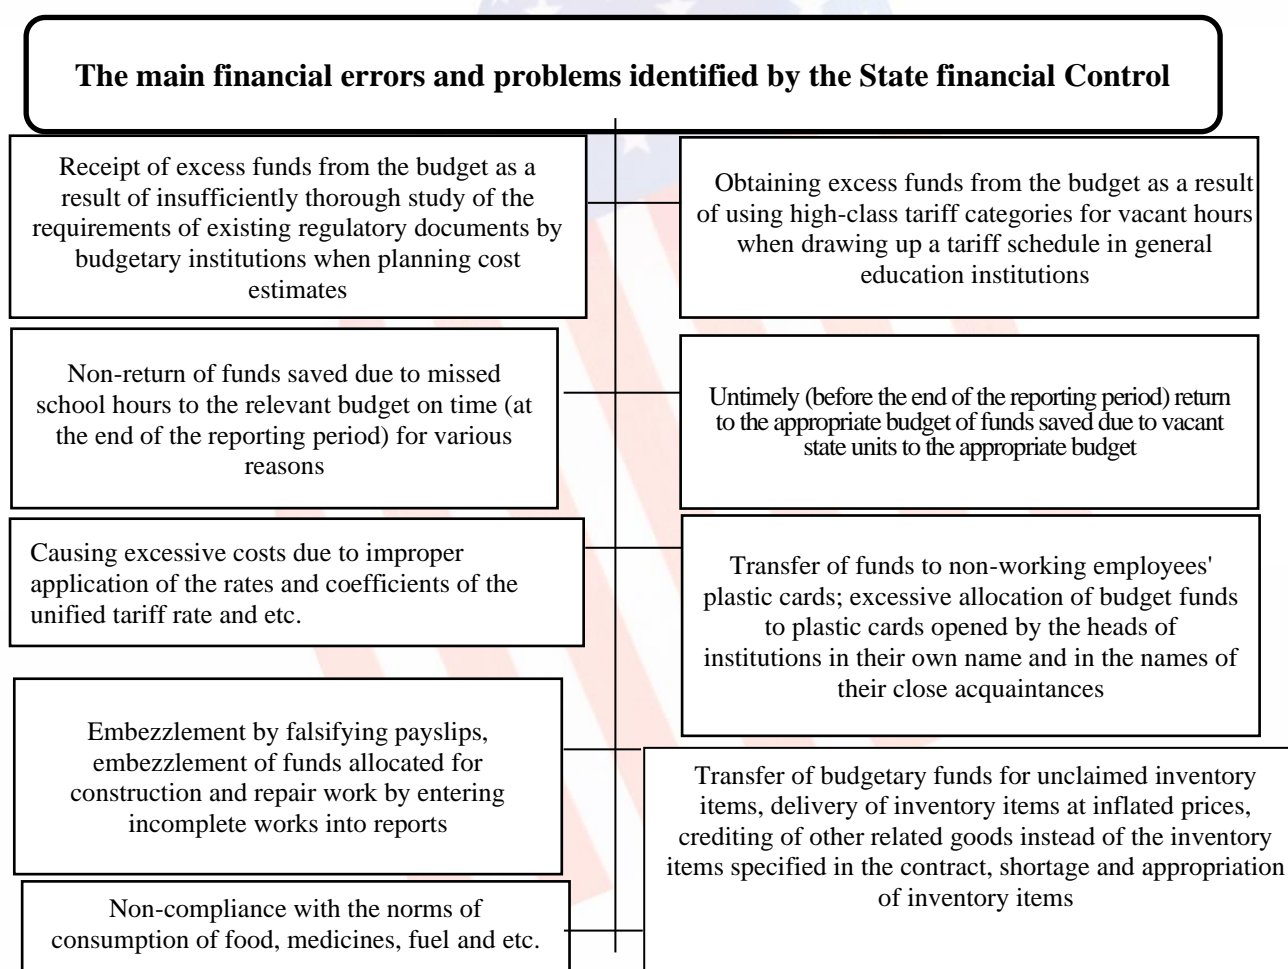 The main financial errors and problems identified by the State financial Control
Receipt of excess funds from the budget as a
result of insufficiently thorough study of the
requirements of existing regulatory documents by
budgetary institutions when planning cost
estimates
Obtaining excess funds from the budget as a result
of using high-class tariff categories for vacant hours
when drawing up a tariff schedule in general
education institutions
Non-return of funds saved due to missed
school hours to the relevant budget on time (at
the end of the reporting period) for various
reasons
Untimely (before the end of the reporting period) return
to the appropriate budget of funds saved due to vacant
state units to the appropriate budget
Causing excessive costs due to improper
application of the rates and coefficients of the
unified tariff rate and etc.
Transfer of funds to non-working employees'
plastic cards; excessive allocation of budget funds
to plastic cards opened by the heads of
institutions in their own name and in the names of
their close acquaintances
Embezzlement by falsifying payslips,
embezzlement of funds allocated for
construction and repair work by entering
incomplete works into reports
Transfer of budgetary funds for unclaimed inventory
items, delivery of inventory items at inflated prices,
crediting of other related goods instead of the inventory
items specified in the contract, shortage and appropriation
of inventory items
Non-compliance with the norms of
consumption of food, medicines, fuel and etc.